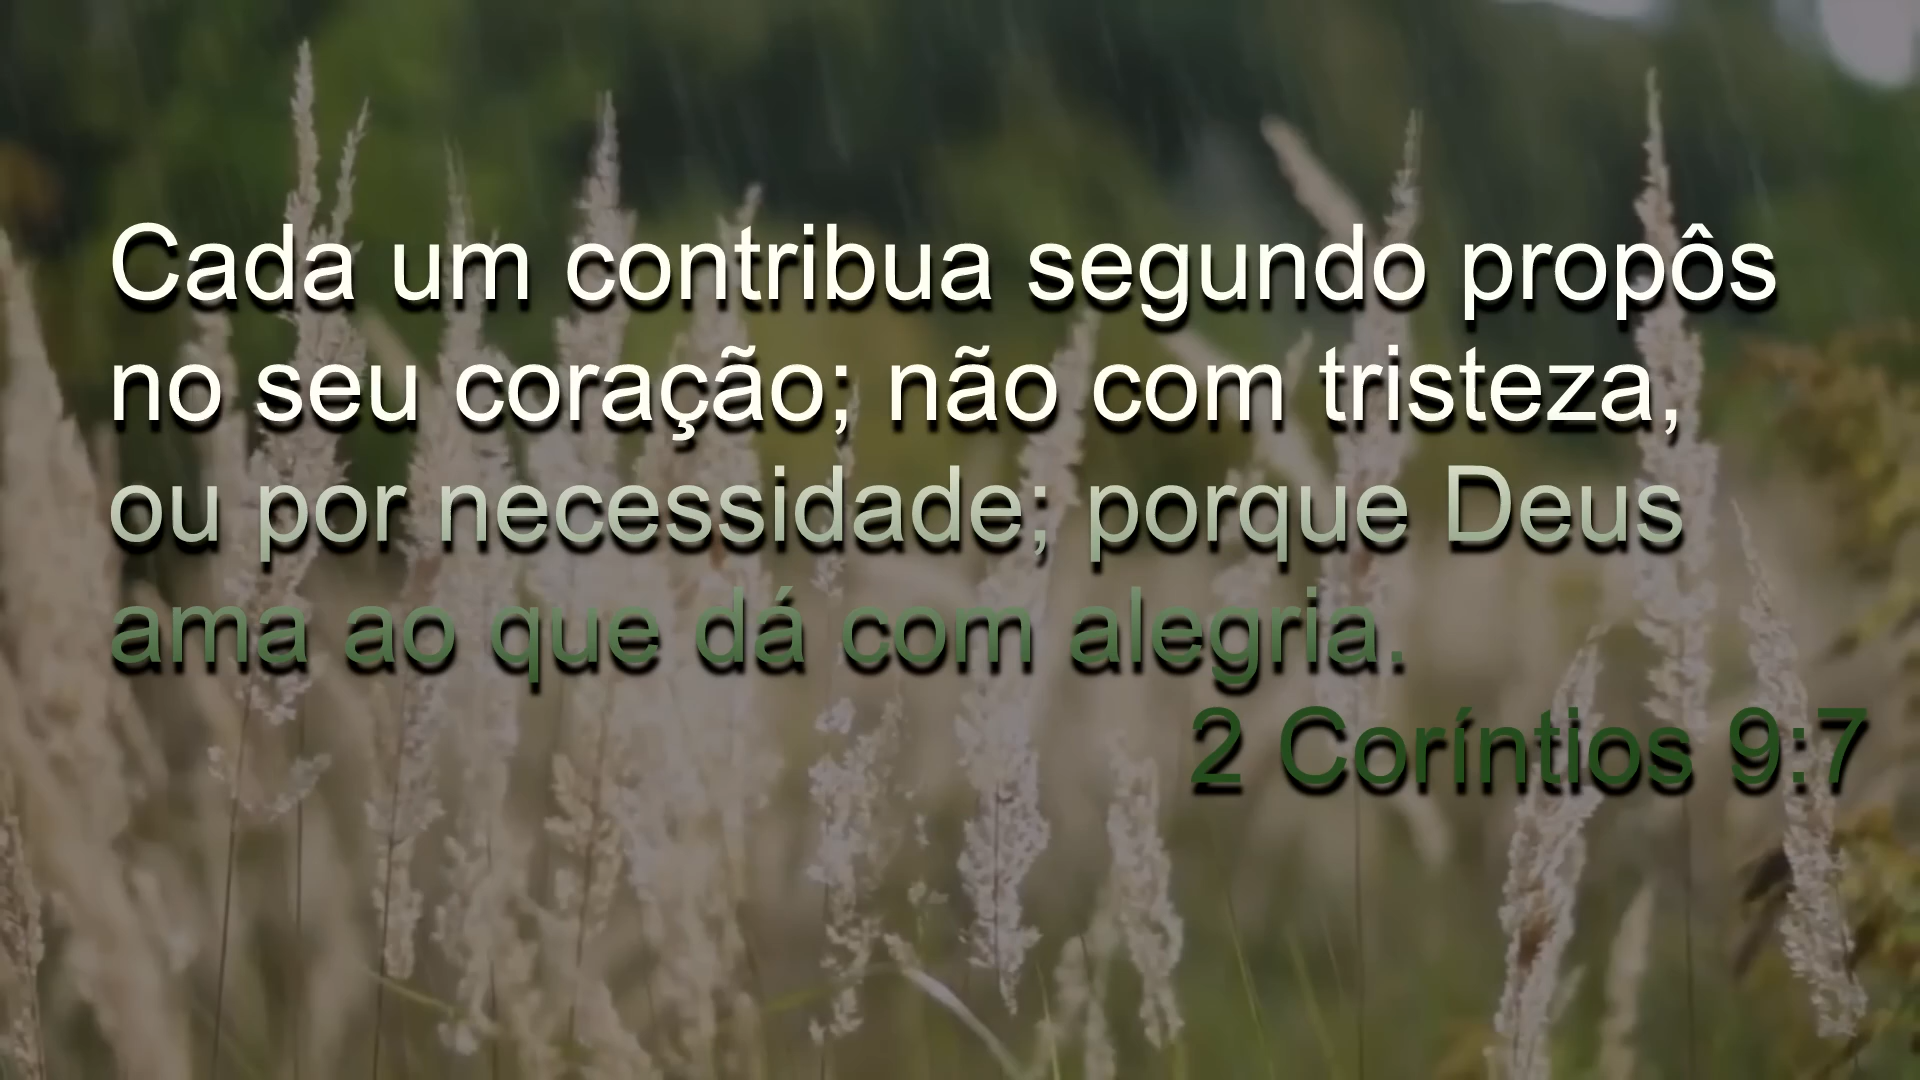 Cada um contribua segundo propôs
no seu coração; não com tristeza,
ou por necessidade; porque Deus
ama ao que dá com alegria.
2 Coríntios 9:7